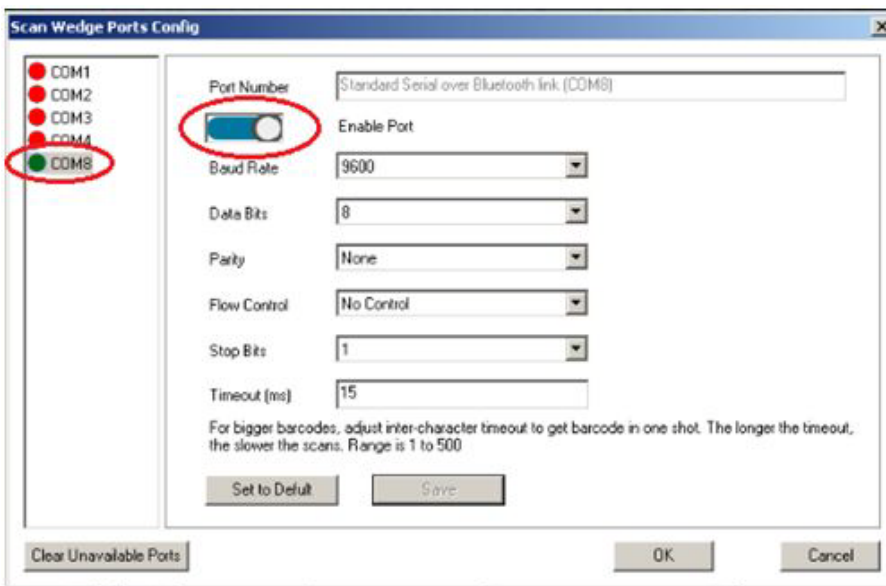 Scan Wedge Ports Config
COM1
COM2
COM3
COM4
COM8
Port Number
Standard Serial over Bluetooth link (COM8)
Enable Port
Baud Rate
9600
Data Bits
8
Parity
None
Flow Control
No Control
Stop Bits
1
Timeout (ms)
15
For bigger barcodes, adjust inter-character timeout to get barcode in one shot. The longer the timeout,
the slower the scans. Range is 1 to 500
Set to Defult
Save
Clear Unavailable Ports
OK
Cancel